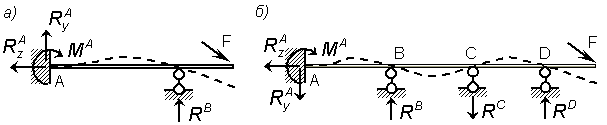 а) R_y^A M^A R_z^A A F R^B
б) R_z^A M^A A R_y^A B C D F R^B R^C R^D